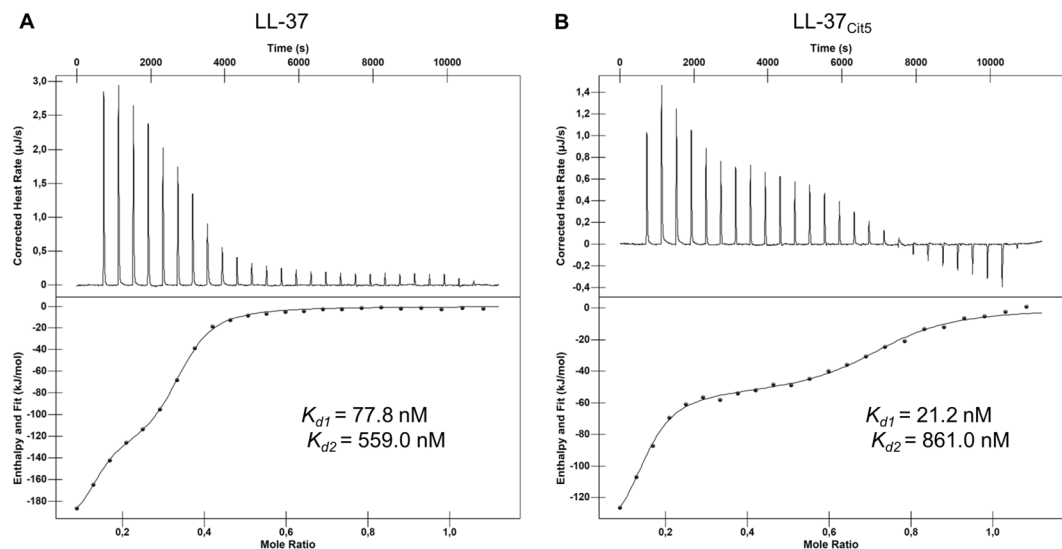 A
LL-37
Time (s)
0 2000 4000 6000 8000 10000
3,0
2,5
2,0
1,5
1,0
0,5
0
Corrected Heat Rate (µJ/s)
0
-20
-40
-60
-80
-100
-120
-140
-160
-180
Enthalpy and Fit (kJ/mol)
Kd1 = 77.8 nM
Kd2 = 559.0 nM
0,2 0,4 0,6 0,8 1,0
Mole Ratio
B
LL-37Cit5
Time (s)
0 2000 4000 6000 8000 10000
1,4
1,2
1
0,8
0,6
0,4
0,2
0
-0,2
-0,4
Corrected Heat Rate (µJ/s)
0
-20
-40
-60
-80
-100
-120
Enthalpy and Fit (kJ/mol)
Kd1 = 21.2 nM
Kd2 = 861.0 nM
0,2 0,4 0,6 0,8 1,0
Mole Ratio